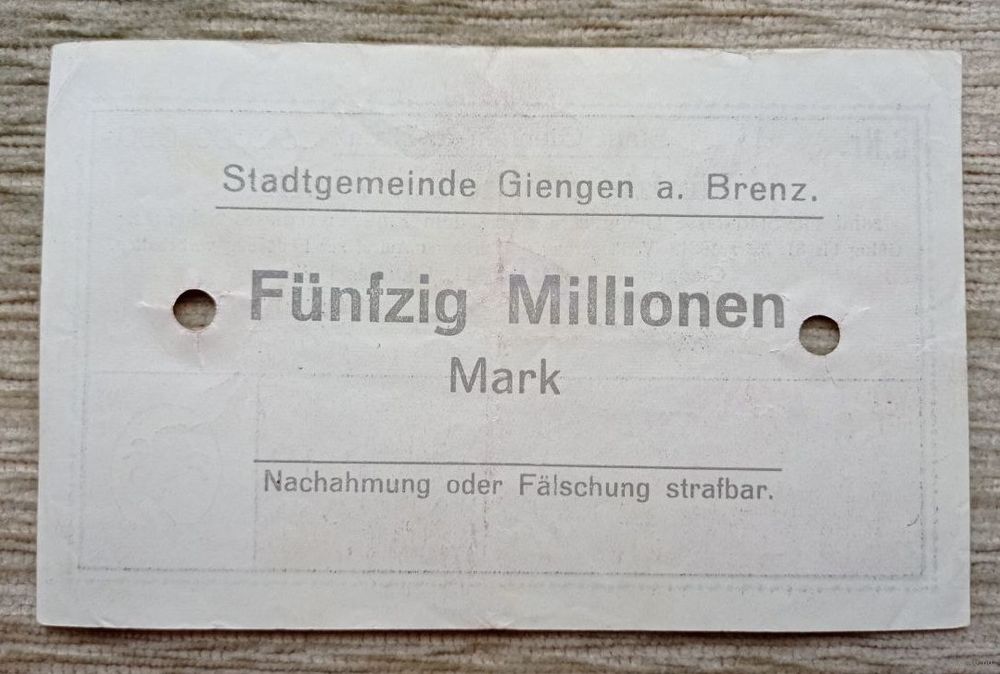 Stadtgemeinde Giengen a. Brenz.
Fünfzig Millionen
Mark
Nachahmung oder Fälschung strafbar.